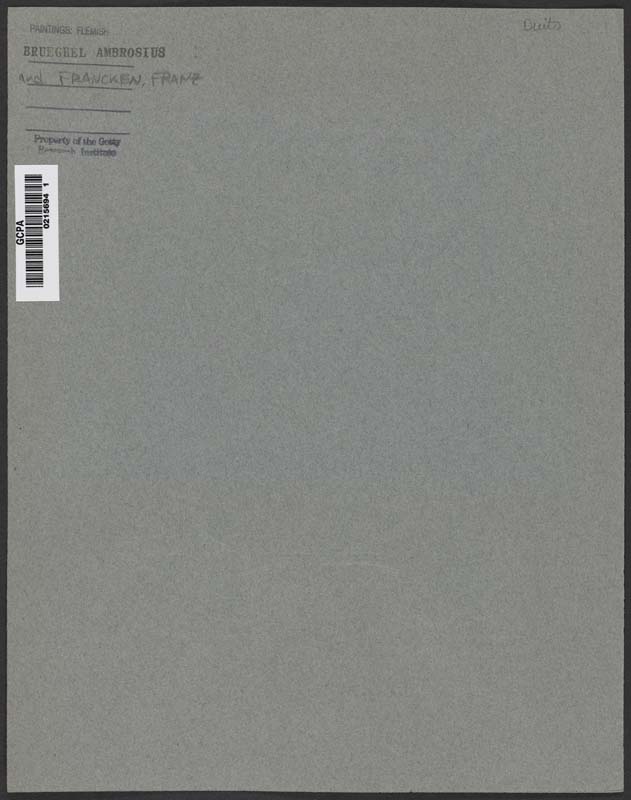 PAINTINGS: FLEMISH
Duits
BRUEGHEL AMBROSIUS
and FRANCKEN, FRANZ
Property of the Getty
Research Institute
GCPA
0215694 1